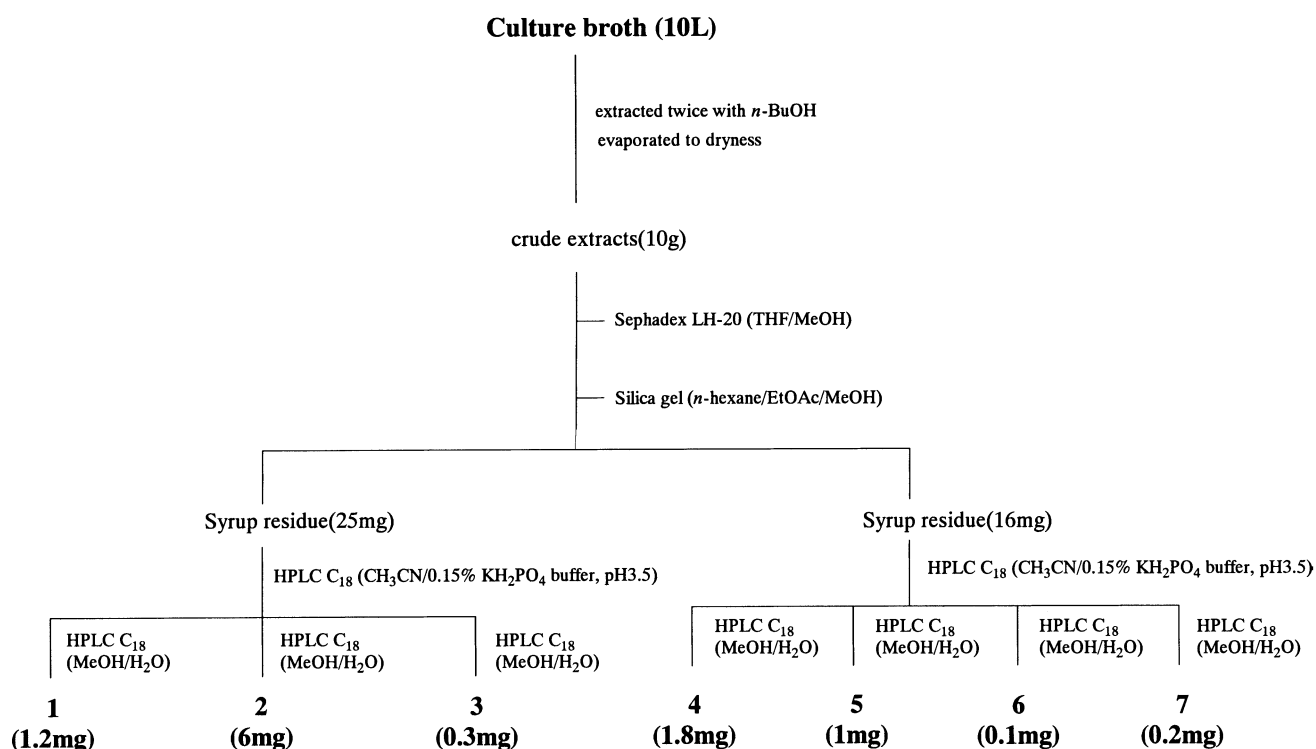 Culture broth (10L)
extracted twice with n-BuOH
evaporated to dryness
crude extracts(10g)
Sephadex LH-20 (THF/MeOH)
Silica gel (n-hexane/EtOAc/MeOH)
Syrup residue(25mg)
HPLC C18 (CH3CN/0.15% KH2PO4 buffer, pH3.5)
HPLC C18
(MeOH/H2O)
HPLC C18
(MeOH/H2O)
HPLC C18
(MeOH/H2O)
1
(1.2mg)
2
(6mg)
3
(0.3mg)
Syrup residue(16mg)
HPLC C18 (CH3CN/0.15% KH2PO4 buffer, pH3.5)
HPLC C18
(MeOH/H2O)
HPLC C18
(MeOH/H2O)
HPLC C18
(MeOH/H2O)
HPLC C18
(MeOH/H2O)
4
(1.8mg)
5
(1mg)
6
(0.1mg)
7
(0.2mg)